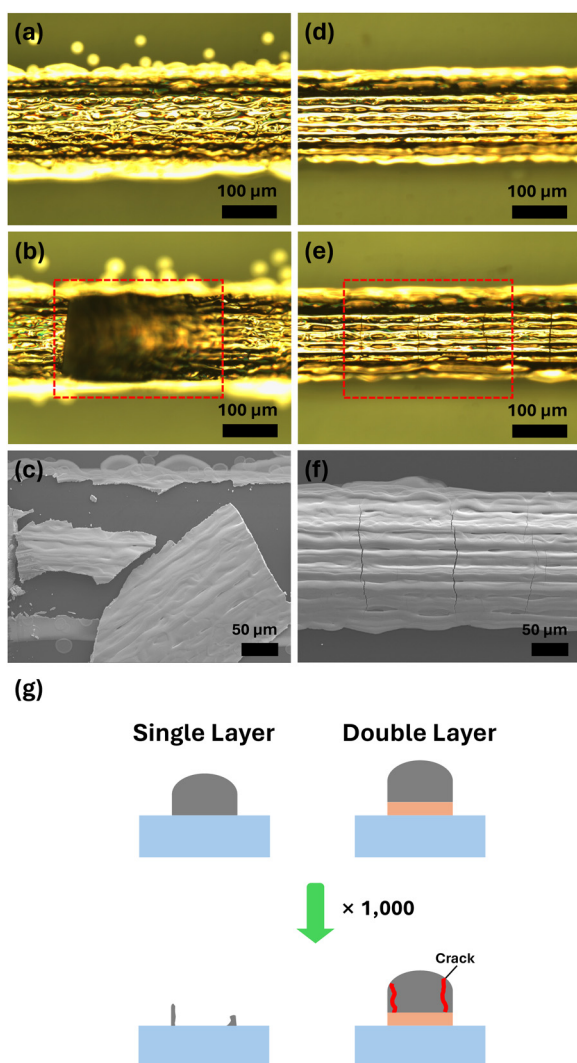 (a)
100 µm
(d)
100 µm
(b)
100 µm
(e)
100 µm
(c)
50 µm
(f)
50 µm
(g)
Single Layer
Double Layer
× 1,000
Crack